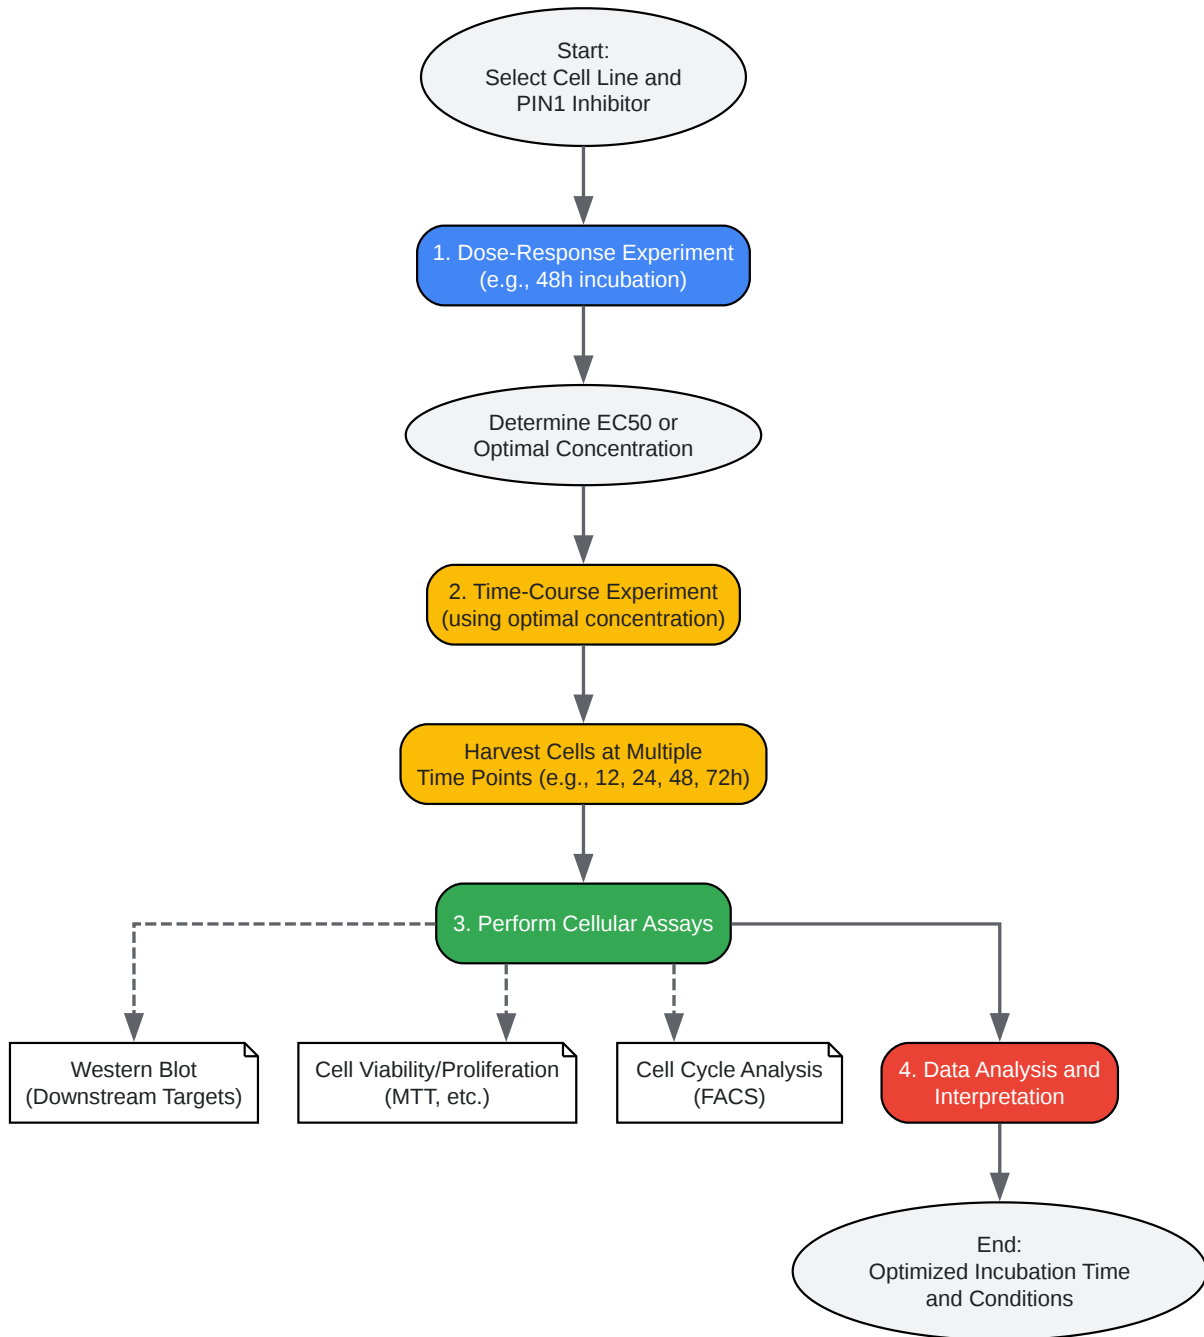 Start:
Select Cell Line and
PIN1 Inhibitor
1. Dose-Response Experiment
(e.g., 48h incubation)
Determine EC50 or
Optimal Concentration
2. Time-Course Experiment
(using optimal concentration)
Harvest Cells at Multiple
Time Points (e.g., 12, 24, 48, 72h)
3. Perform Cellular Assays
Western Blot
(Downstream Targets)
Cell Viability/Proliferation
(MTT, etc.)
Cell Cycle Analysis
(FACS)
4. Data Analysis and
Interpretation
End:
Optimized Incubation Time
and Conditions